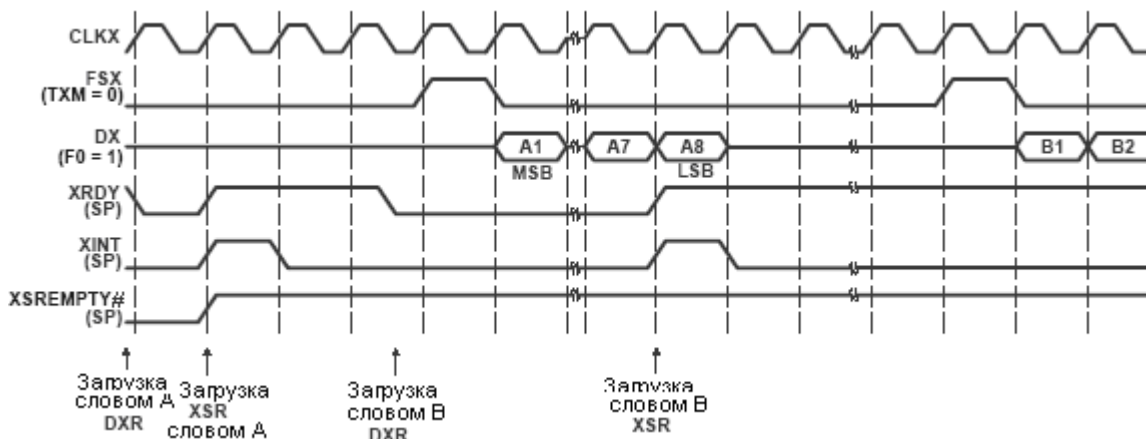 CLKX
FSX
(TXM = 0)
DX
(F0 = 1)
A1
A7
A8
B1
B2
MSB
LSB
XRDY
(SP)
XINT
(SP)
XSREMPTY#
(SP)
Загрузка
словом A
DXR
Загрузка
XSR
словом A
Загрузка
словом B
DXR
Загрузка
словом B
XSR